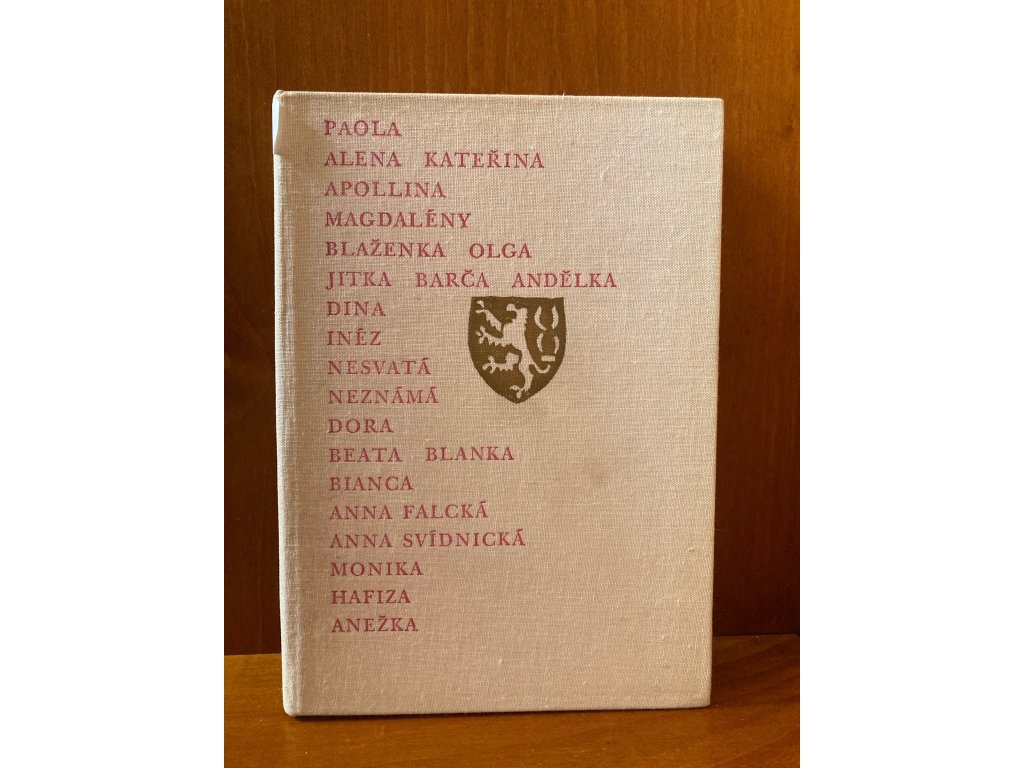 PAOLA
ALENA KATEŘINA
APOLLINA
MAGDALÉNY
BLAŽENKA OLGA
JITKA BARČA ANDĚLKA
DINA
INÉZ
NESVATÁ
NEZNÁMÁ
DORA
BEATA BLANKA
BIANCA
ANNA FALCKÁ
ANNA SVÍDNICKÁ
MONIKA
HAFIZA
ANEŽKA